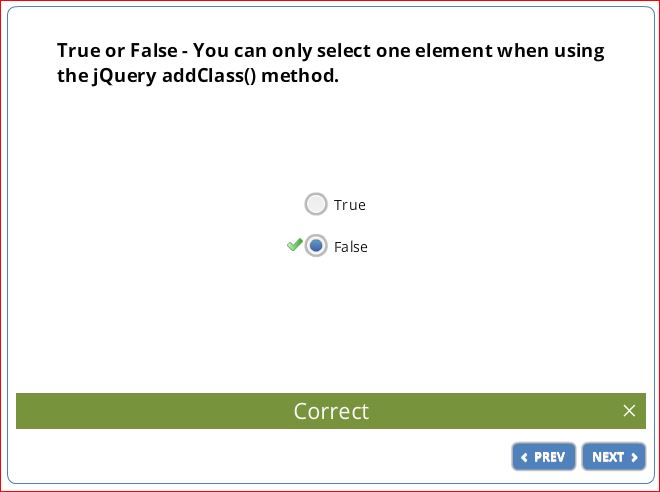 True or False - You can only select one element when using
the jQuery addClass() method.
True
False
Correct
PREV
NEXT